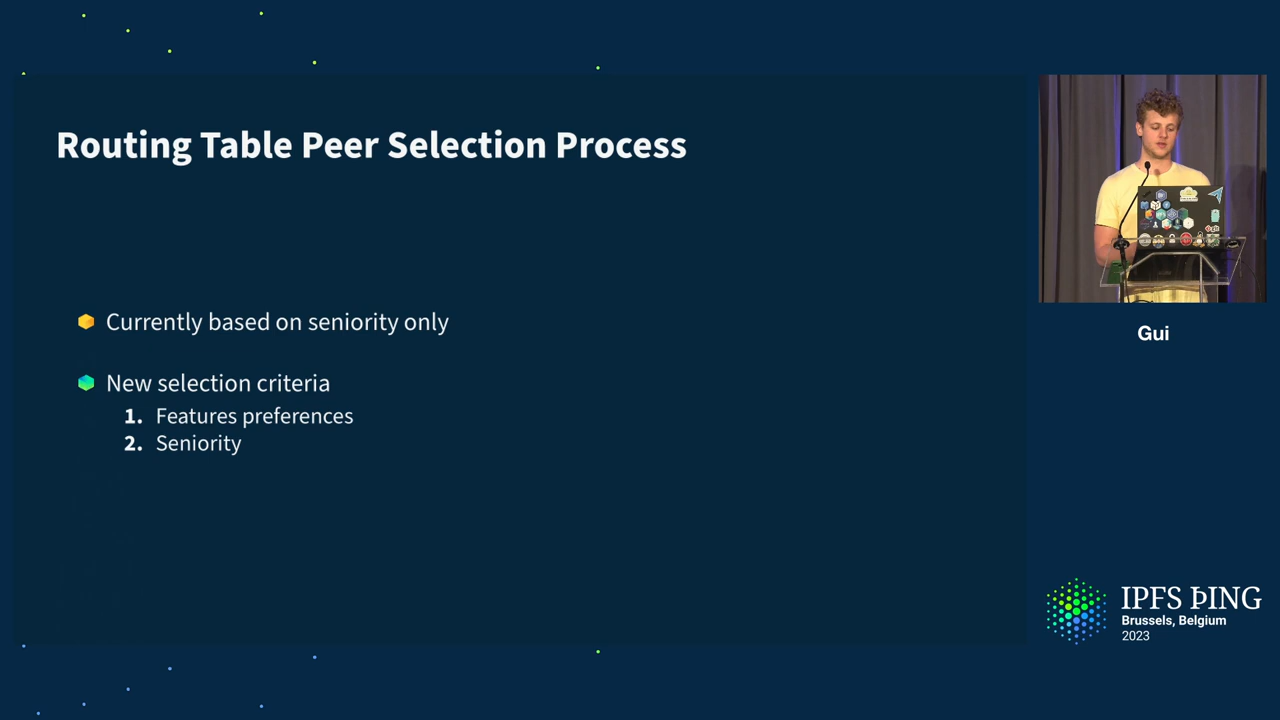 Routing Table Peer Selection Process
Currently based on seniority only
New selection criteria
1. Features preferences
2. Seniority
Gui
IPFS ÞING
Brussels, Belgium
2023